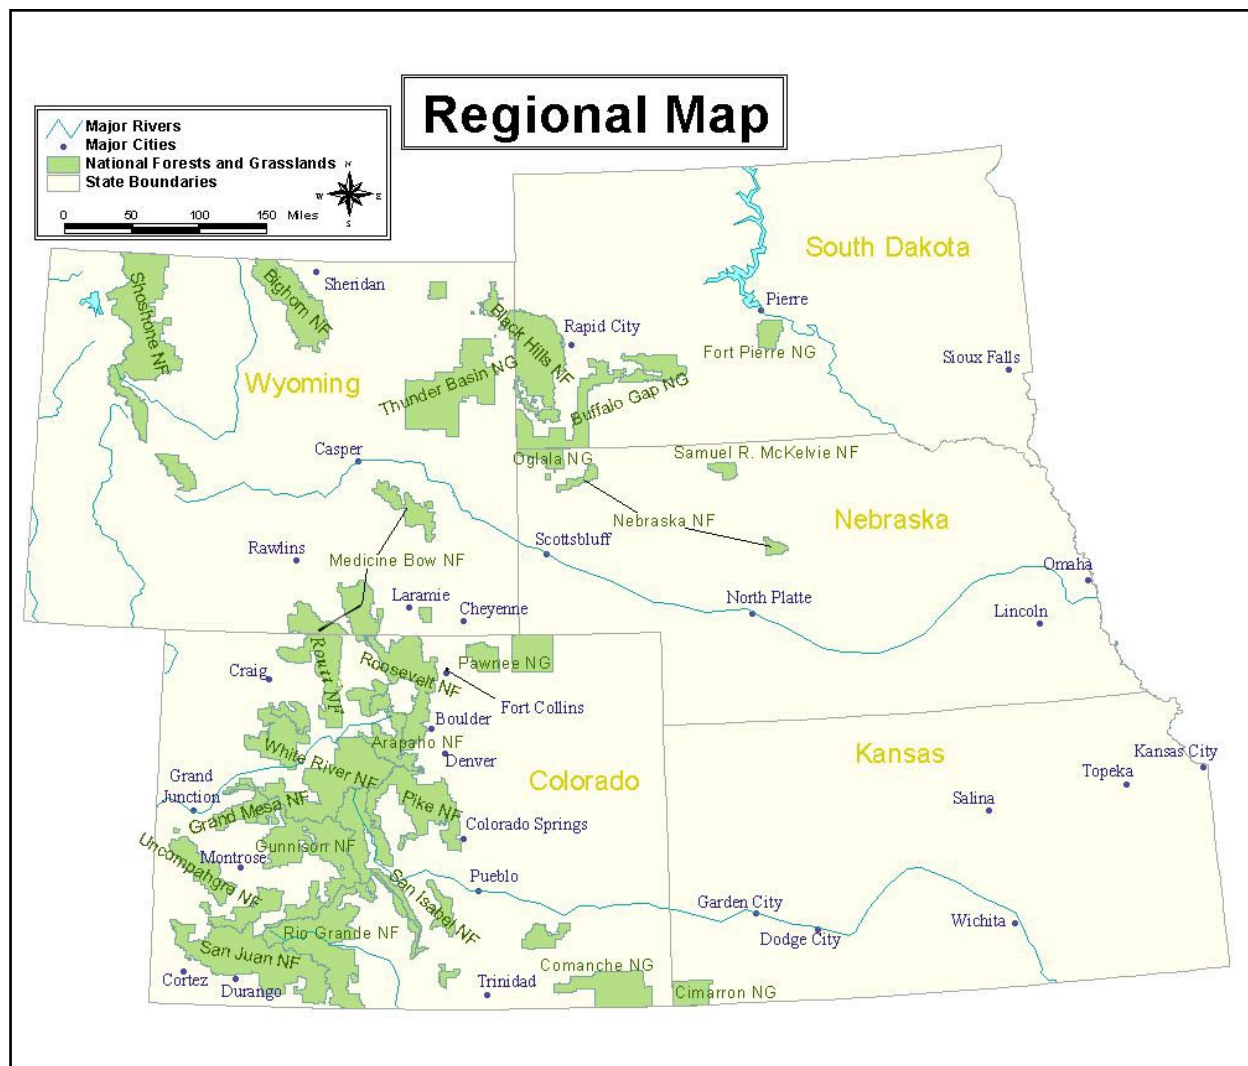 Regional Map
Major Rivers
Major Cities
National Forests and Grasslands
State Boundaries
N
W
E
S
0
50
100
150
Miles
South Dakota
Shoshone NF
Bighorn NF
Sheridan
Pierre
Black Hills NF
Rapid City
Fort Pierre NG
Sioux Falls
Wyoming
Thunder Basin NG
Buffalo Gap NG
Casper
Oglala NG
Samuel R. McKelvie NF
Nebraska NF
Nebraska
Rawlins
Medicine Bow NF
Scottsbluff
Omaha
Laramie
Cheyenne
North Platte
Lincoln
Routt NF
Roosevelt NF
Pawnee NG
Craig
Fort Collins
Boulder
Arapaho NF
White River NF
Denver
Kansas
Kansas City
Grand
Junction
Colorado
Topeka
Grand Mesa NF
Pike NF
Salina
Colorado Springs
Uncompahgre NF
Gunnison NF
Montrose
Pueblo
San Isabel NF
Garden City
Wichita
Rio Grande NF
Dodge City
San Juan NF
Comanche NG
Cortez
Durango
Trinidad
Cimarron NG